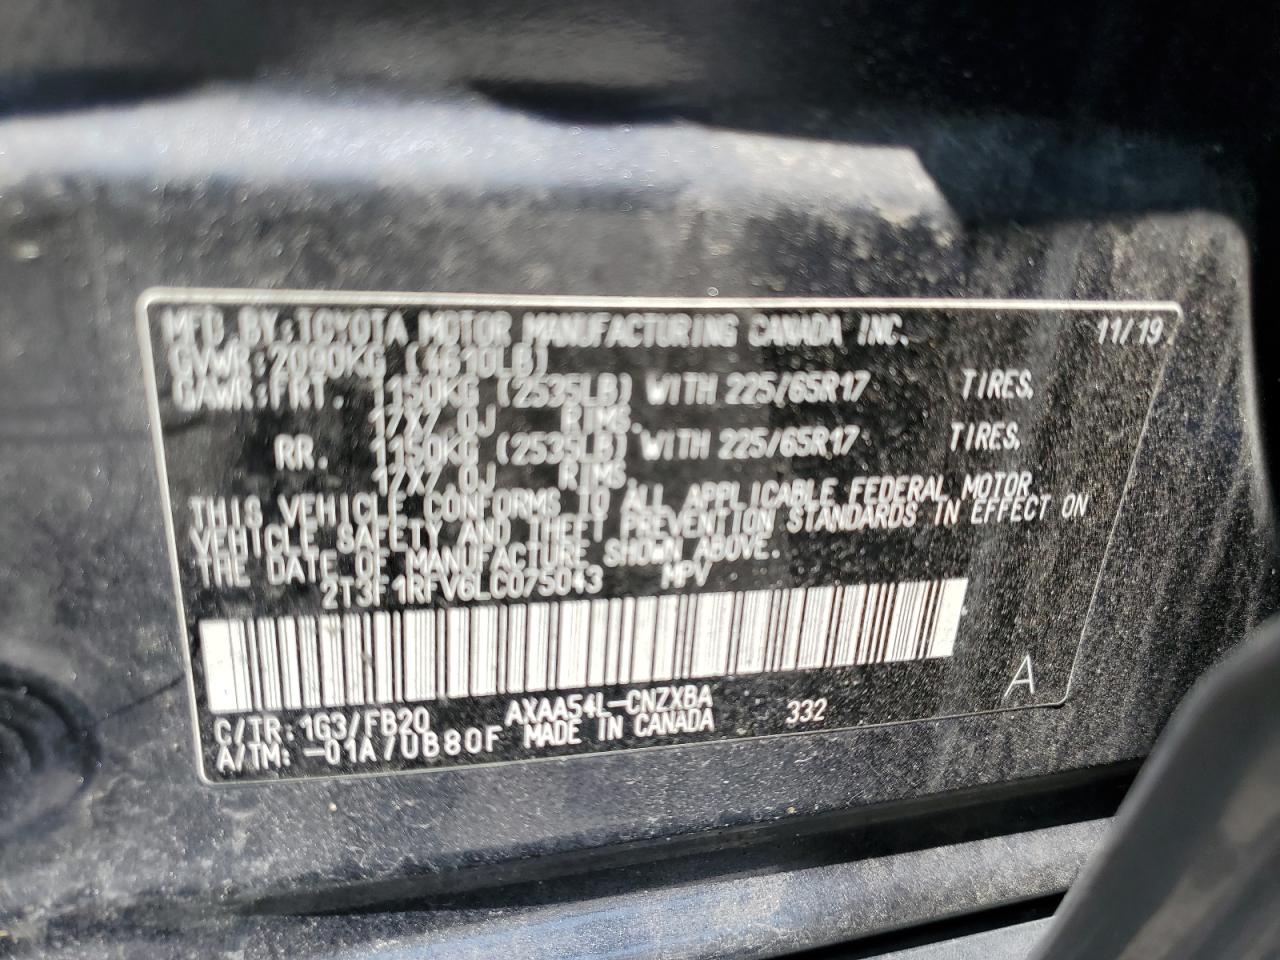 MFD BY:TOYOTA MOTOR MANUFACTURING CANADA INC. 11/19
GVWR:2090KG (4610LB)
GAWR:FRT. 1150KG (2535LB) WITH 225/65R17 TIRES,
17X7.0J RIMS.
RR. 1150KG (2535LB) WITH 225/65R17 TIRES,
17X7.0J RIMS.
THIS VEHICLE CONFORMS TO ALL APPLICABLE FEDERAL MOTOR
VEHICLE SAFETY AND THEFT PREVENTION STANDARDS IN EFFECT ON
THE DATE OF MANUFACTURE SHOWN ABOVE.
2T3F1RFV6LC075043 MPV
C/TR:1G3/FB20 AXAA54L-CNZXBA 332 A
A/TM:-01A/UB80F MADE IN CANADA